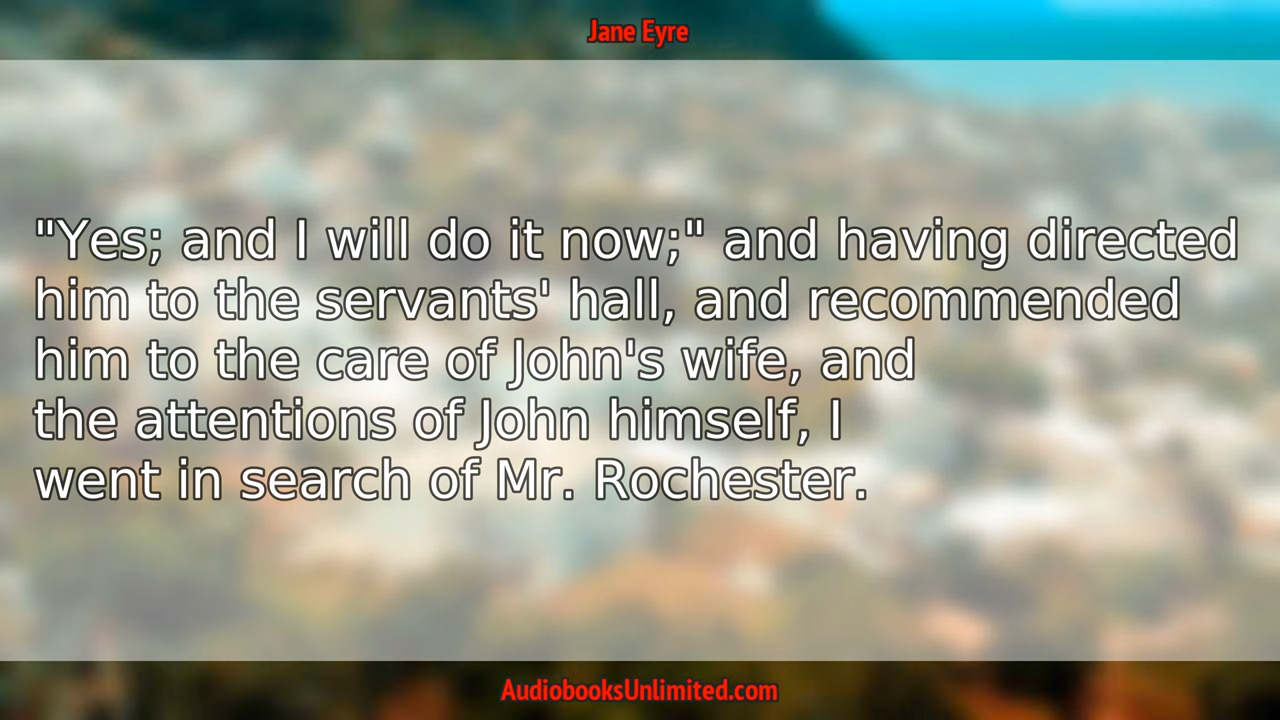 Jane Eyre
"Yes; and I will do it now;" and having directed
him to the servants' hall, and recommended
him to the care of John's wife, and
the attentions of John himself, I
went in search of Mr. Rochester.
AudiobooksUnlimited.com